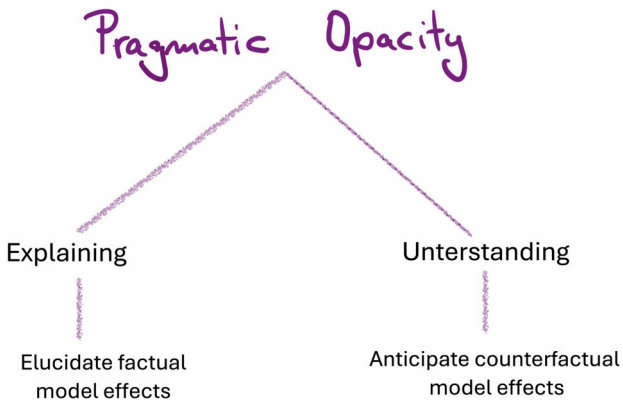 Pragmatic Opacity
Explaining
Unterstanding
Elucidate factual
model effects
Anticipate counterfactual
model effects